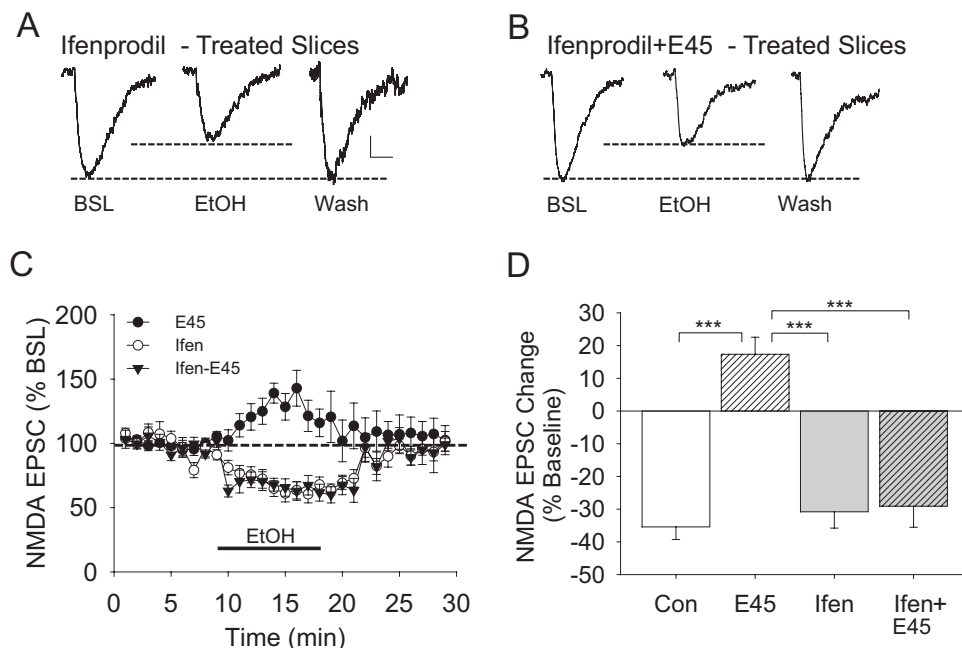 A
Ifenprodil - Treated Slices
BSL
EtOH
Wash
B
Ifenprodil+E45 - Treated Slices
BSL
EtOH
Wash
C
NMDA EPSC (% BSL)
200
150
100
50
0
E45
Ifen
Ifen-E45
EtOH
0 5 10 15 20 25 30
Time (min)
D
NMDA EPSC Change
(% Baseline)
30
20
10
0
-10
-20
-30
-40
-50
***
***
***
Con
E45
Ifen
Ifen+
E45